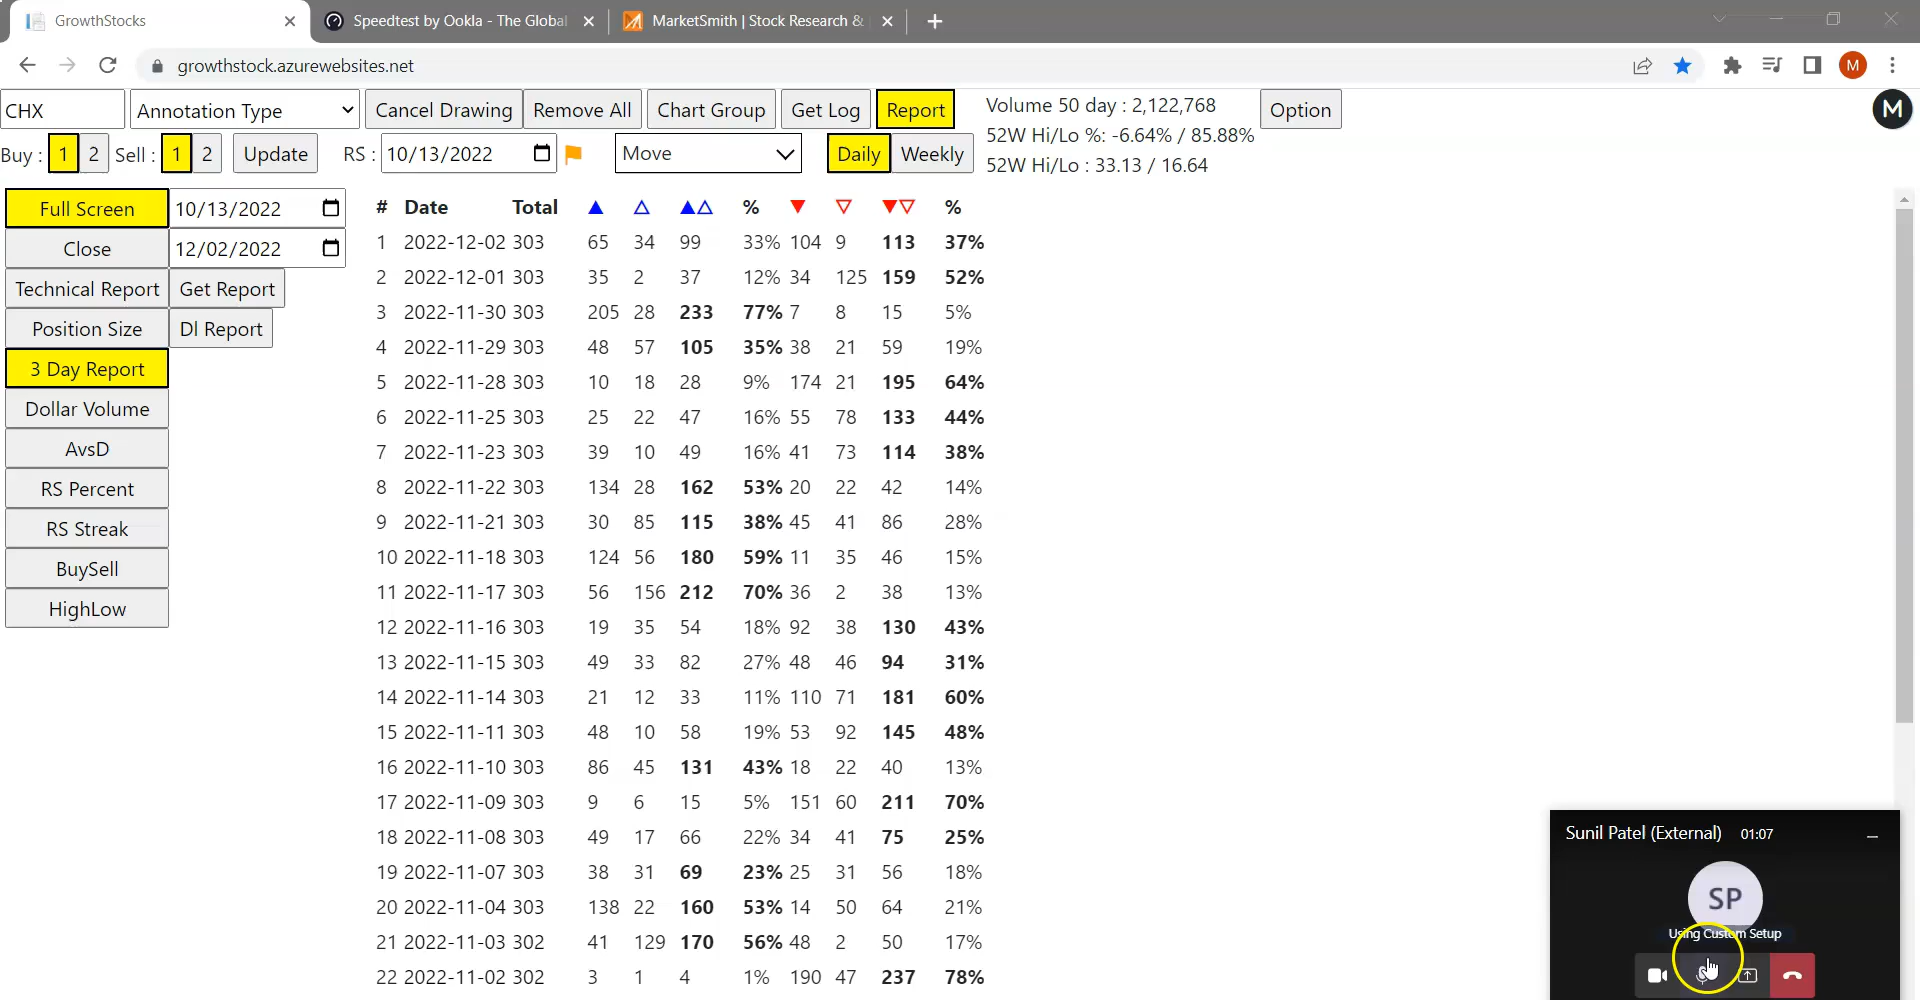 GrowthStocks
Speedtest by Ookla - The Global
MarketSmith | Stock Research &
growthstock.azurewebsites.net
M
CHX Annotation Type Cancel Drawing Remove All Chart Group Get Log Report Volume 50 day : 2,122,768 Option
M
52W Hi/Lo %: -6.64% / 85.88%
Buy : 1 2 Sell : 1 2 Update RS : 10/13/2022 Move Daily Weekly
52W Hi/Lo : 33.13 / 16.64
Full Screen 10/13/2022
Close 12/02/2022
Technical Report Get Report
Position Size Dl Report
3 Day Report
Dollar Volume
AvsD
RS Percent
RS Streak
BuySell
HighLow
# Date Total ▲ △ ▲△ % ▼ ▽ ▼▽ %
1 2022-12-02 303 65 34 99 33% 104 9 113 37%
2 2022-12-01 303 35 2 37 12% 34 125 159 52%
3 2022-11-30 303 205 28 233 77% 7 8 15 5%
4 2022-11-29 303 48 57 105 35% 38 21 59 19%
5 2022-11-28 303 10 18 28 9% 174 21 195 64%
6 2022-11-25 303 25 22 47 16% 55 78 133 44%
7 2022-11-23 303 39 10 49 16% 41 73 114 38%
8 2022-11-22 303 134 28 162 53% 20 22 42 14%
9 2022-11-21 303 30 85 115 38% 45 41 86 28%
10 2022-11-18 303 124 56 180 59% 11 35 46 15%
11 2022-11-17 303 56 156 212 70% 36 2 38 13%
12 2022-11-16 303 19 35 54 18% 92 38 130 43%
13 2022-11-15 303 49 33 82 27% 48 46 94 31%
14 2022-11-14 303 21 12 33 11% 110 71 181 60%
15 2022-11-11 303 48 10 58 19% 53 92 145 48%
16 2022-11-10 303 86 45 131 43% 18 22 40 13%
17 2022-11-09 303 9 6 15 5% 151 60 211 70%
18 2022-11-08 303 49 17 66 22% 34 41 75 25%
19 2022-11-07 303 38 31 69 23% 25 31 56 18%
20 2022-11-04 303 138 22 160 53% 14 50 64 21%
21 2022-11-03 302 41 129 170 56% 48 2 50 17%
22 2022-11-02 302 3 1 4 1% 190 47 237 78%
Sunil Patel (External) 01:07
SP
Using Custom Setup